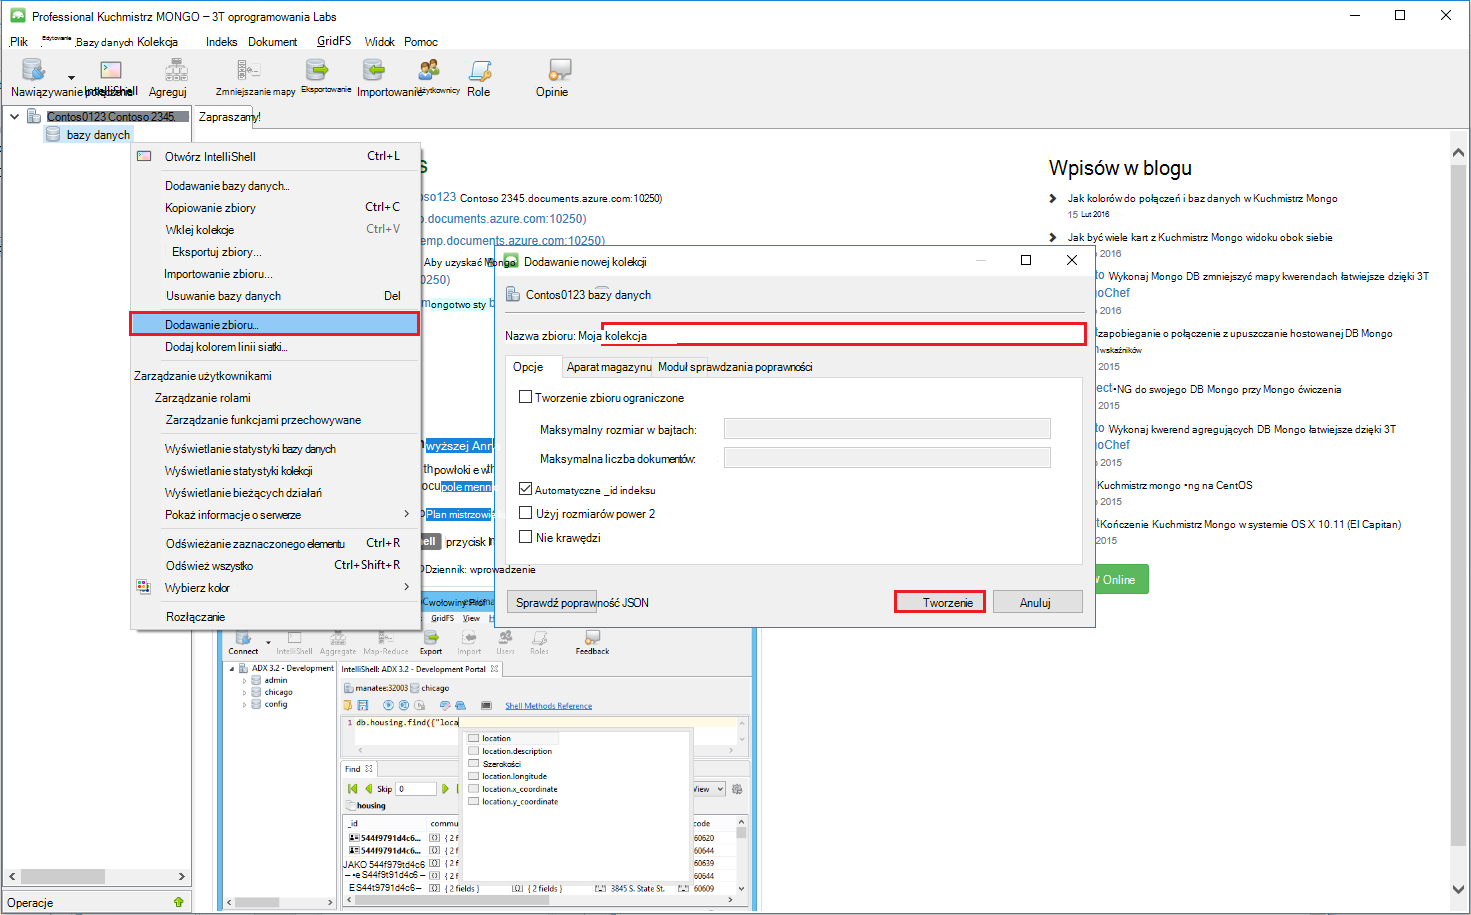 Professional Kuchmistrz MONGO – 3T oprogramowania Labs
Plik Edytowanie Bazy danych Kolekcja Indeks Dokument GridFS Widok Pomoc
Nawiązywanie połączenia IntelliShell Agreguj Zmniejszanie mapy Eksportowanie Importowanie Użytkownicy Role Opinie
Contos0123 Contoso 2345.
Zapraszamy!
bazy danych
Otwórz IntelliShell Ctrl+L
Dodawanie bazy danych...
Kopiowanie zbiory Ctrl+C
Wklej kolekcje Ctrl+V
Eksportuj zbiory...
Importowanie zbioru...
Usuwanie bazy danych Del
Dodawanie zbioru...
Dodaj kolorem linii siatki...
Zarządzanie użytkownikami
Zarządzanie rolami
Zarządzanie funkcjami przechowywane
Wyświetlanie statystyki bazy danych
Wyświetlanie statystyki kolekcji
Wyświetlanie bieżących działań
Pokaż informacje o serwerze
Odświeżanie zaznaczonego elementu Ctrl+R
Odśwież wszystko Ctrl+Shift+R
Wybierz kolor
Rozłączanie
s
oso123 Contoso 2345.documents.azure.com:10250)
p.documents.azure.com:10250)
emp.documents.azure.com:10250)
Aby uzyskać Mongo
0250)
mongotwo sty b
wyższej Ann
th powłoki e wth
ocu pole menn
Plan mistrzowie
ell przycisk In
Dziennik: wprowadzenie
Dodawanie nowej kolekcji
Contos0123 bazy danych
Nazwa zbioru: Moja kolekcja
Opcje Aparat magazynu Moduł sprawdzania poprawności
Tworzenie zbioru ograniczone
Maksymalny rozmiar w bajtach:
Maksymalna liczba dokumentów:
Automatyczne _id indeksu
Użyj rozmiarów power 2
Nie krawędzi
Sprawdź poprawność JSON Tworzenie Anuluj
Wpisów w blogu
Jak kolorów do połączeń i baz danych w Kuchmistrz Mongo
15 Lut 2016
Jak być wiele kart z Kuchmistrz Mongo widoku obok siebie
2016
to Wykonaj Mongo DB zmniejszyć mapy kwerendach łatwiejsze dzięki 3T
goChef
2016
zapobieganie o połączenie z upuszczanie hostowanej DB Mongo
wskaźników
2015
ect•NG do swojego DB Mongo przy Mongo ćwiczenia
2015
to Wykonaj kwerend agregujących DB Mongo łatwiejsze dzięki 3T
goChef
2015
Kuchmistrz mongo •ng na CentOS
2015
Kończenie Kuchmistrz Mongo w systemie OS X 10.11 (El Capitan)
2015
Online
GridFS View H
Connect IntelliShell Aggregate Map-Reduce Export Import Users Roles Feedback
ADX 3.2 - Development
admin
chicago
config
IntelliShell: ADX 3.2 - Development Portal
manatee:32003 chicago
Shell Methods Reference
1 db.housing.find({"loca
location
location.description
Szerokości
location.longitude
location.x_coordinate
location.y_coordinate
Find
Skip 0 View
housing
_id commu code
544f9791d4c6... { 2 f 60620
544f9791d4c6... { 2 f 60644
JAKO 544f979td4c6 { 2 f 60639
•e S44f9t91d4c6 { 2 f 60644
ES44t9791d4c6 { 2 fields } { 2 fields } 3845 S. State St. 60609
Operacje